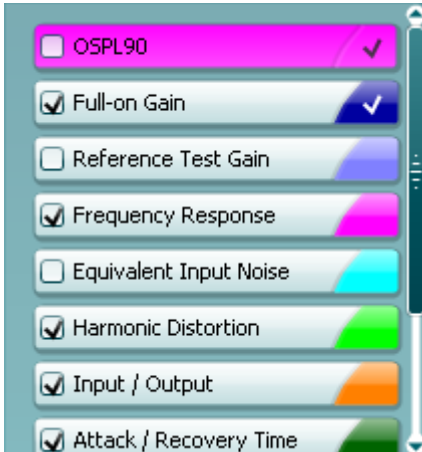 OSPL90
Full-on Gain
Reference Test Gain
Frequency Response
Equivalent Input Noise
Harmonic Distortion
Input / Output
Attack / Recovery Time